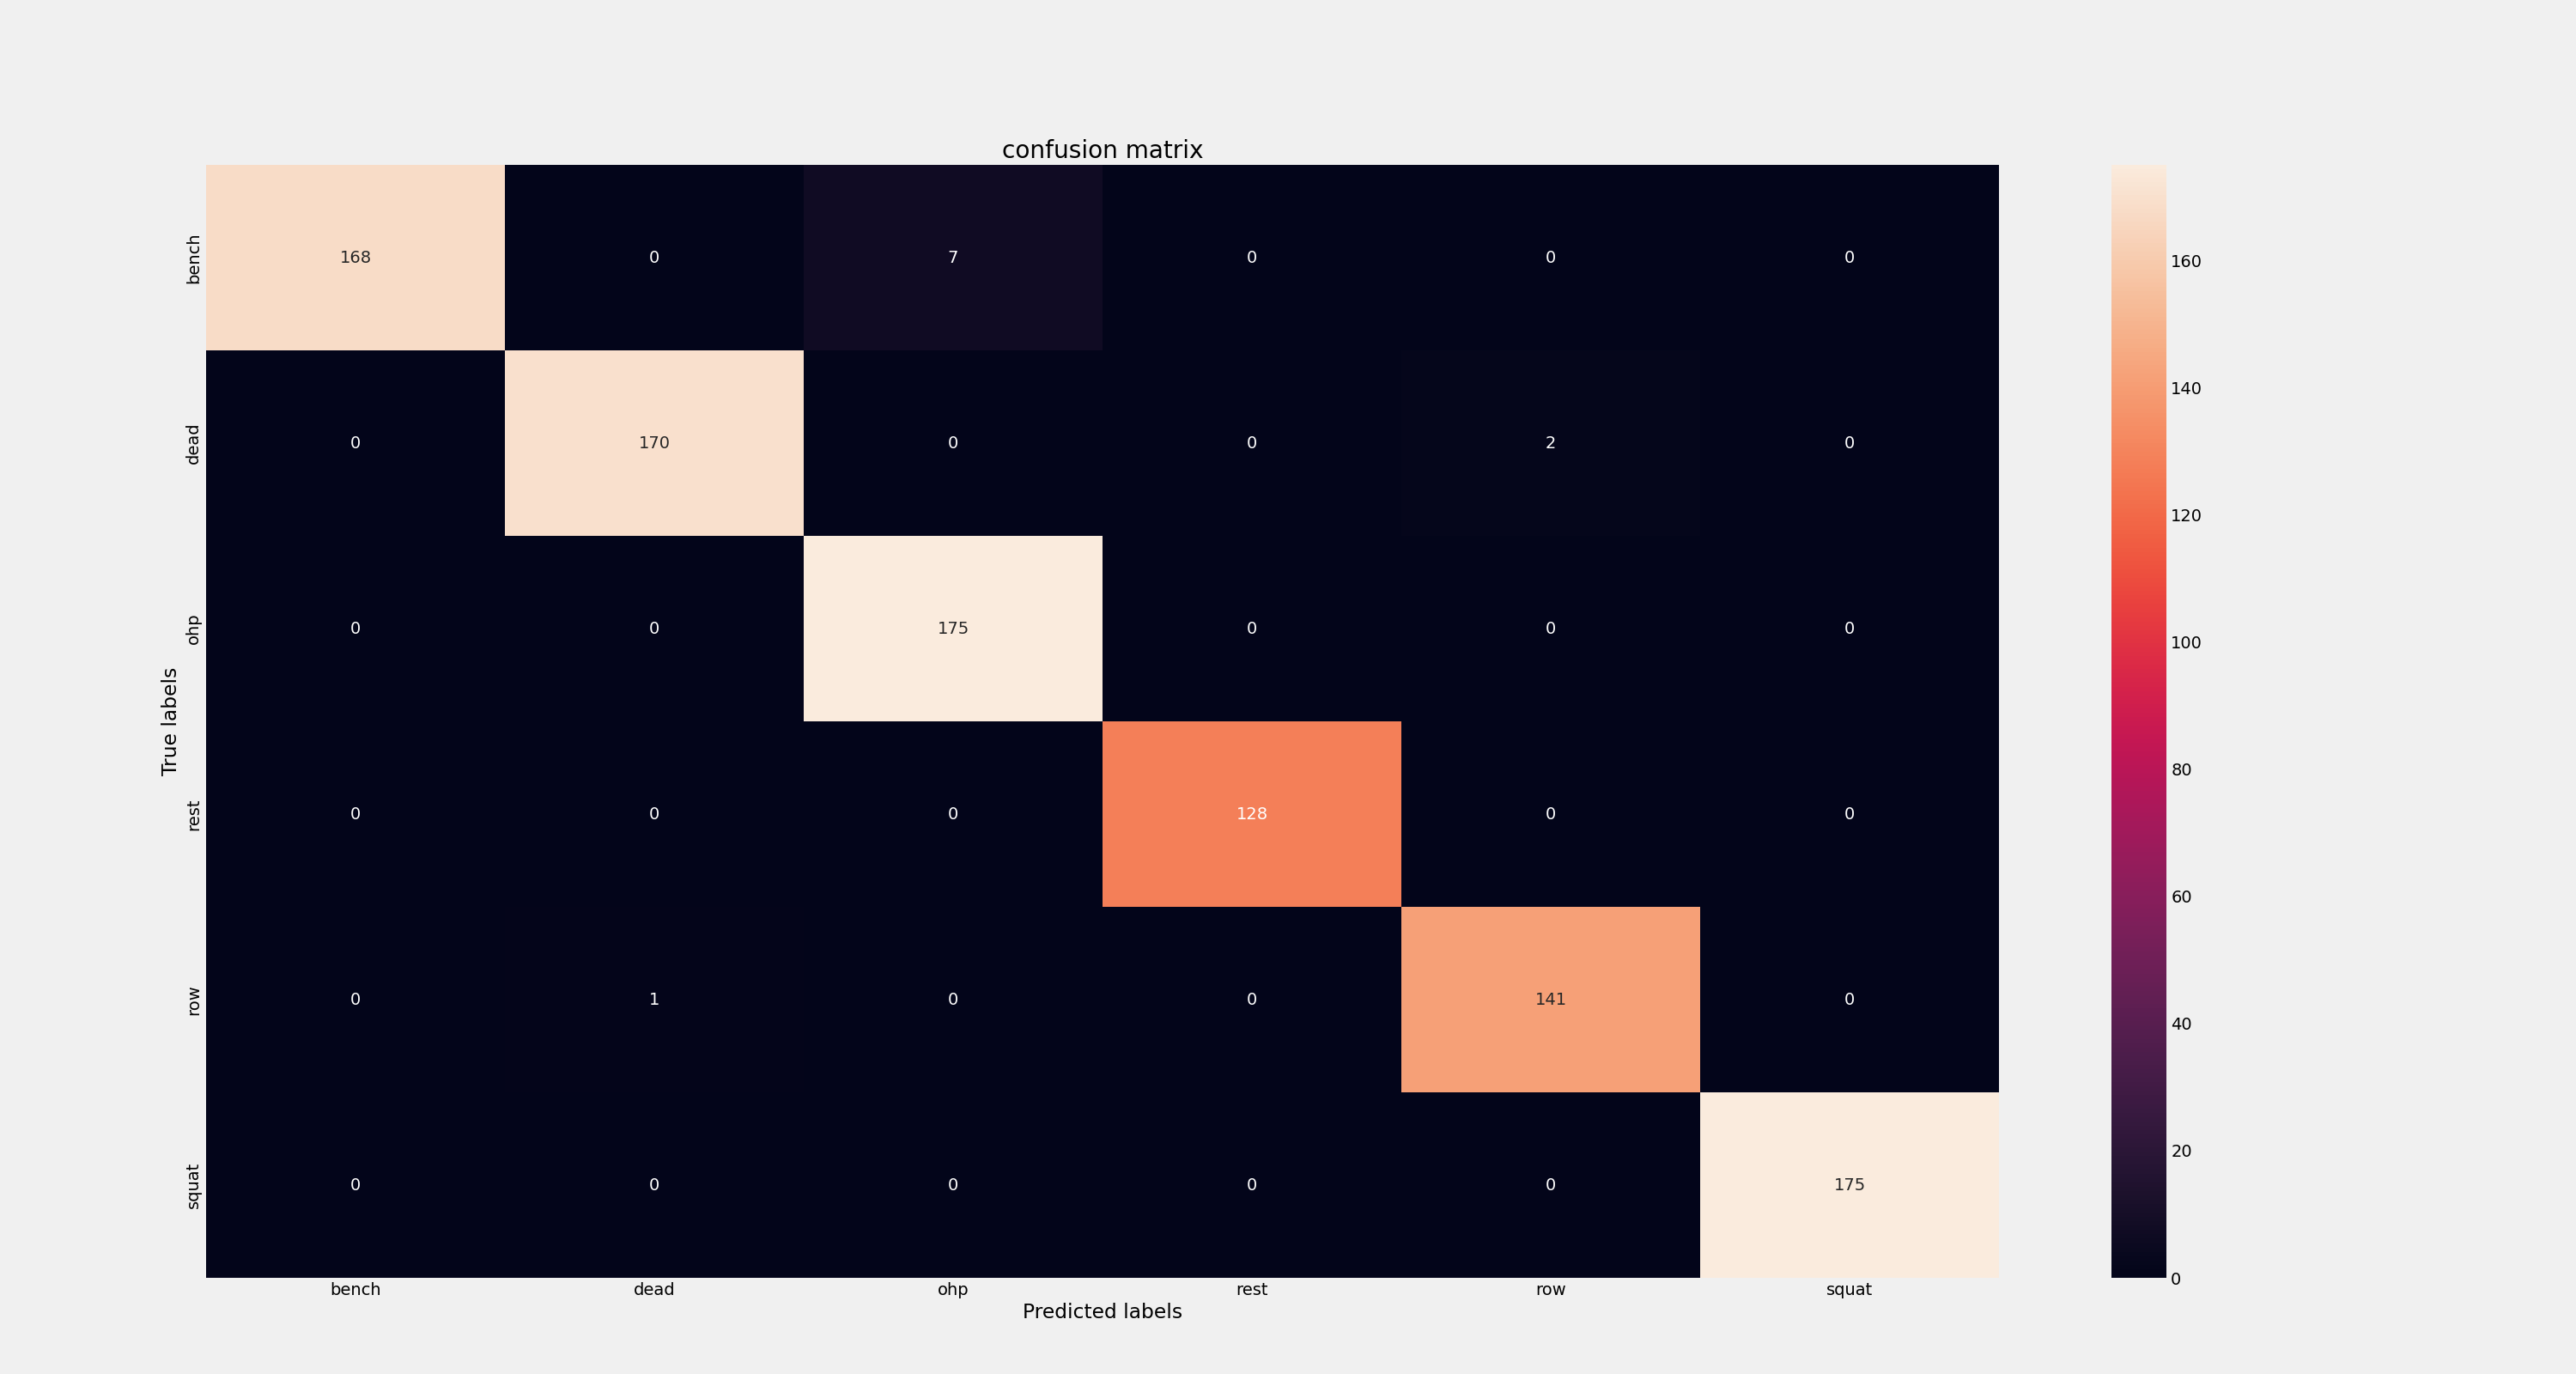 confusion matrix
bench 168 0 7 0 0 0
dead 0 170 0 0 2 0
ohp 0 0 175 0 0 0
rest 0 0 0 128 0 0
row 0 1 0 0 141 0
squat 0 0 0 0 0 175
True labels
bench dead ohp rest row squat
Predicted labels
160
140
120
100
80
60
40
20
0